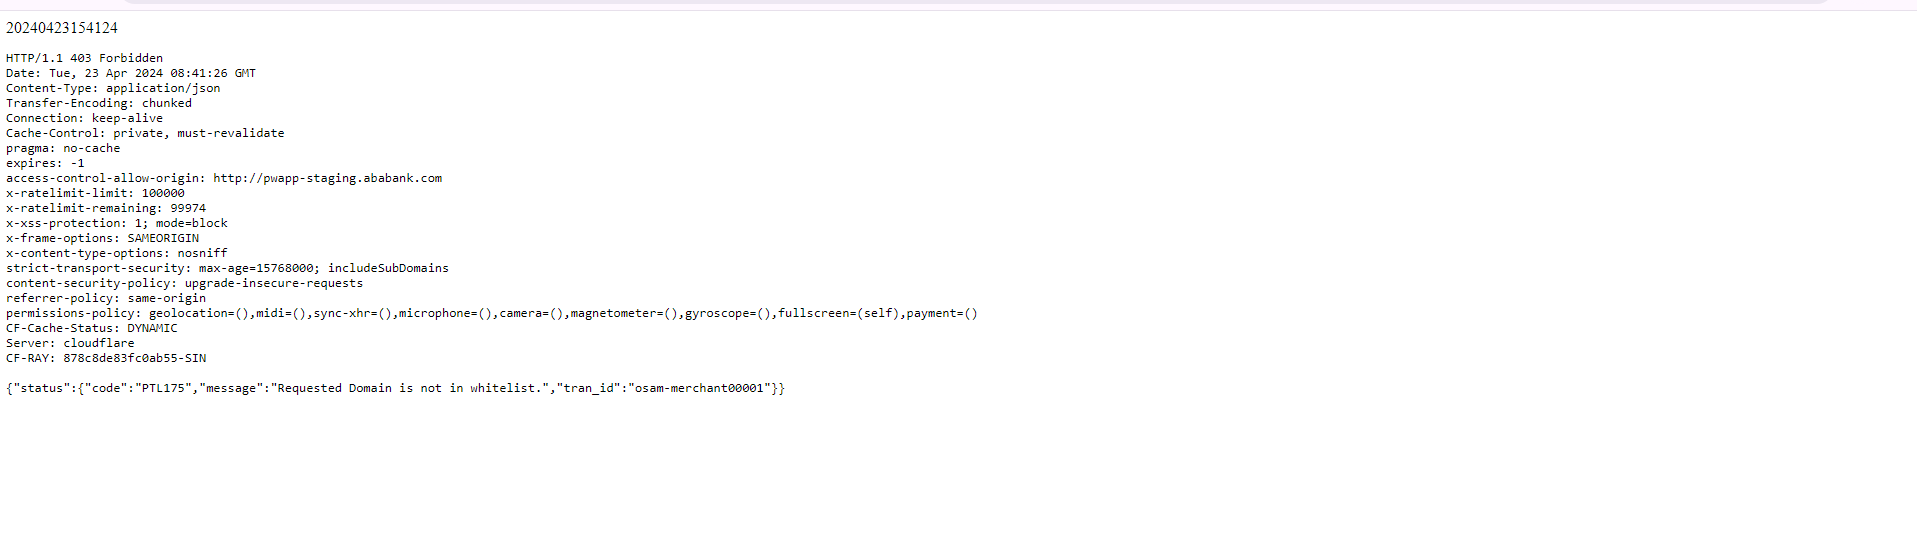 20240423154124
HTTP/1.1 403 Forbidden
Date: Tue, 23 Apr 2024 08:41:26 GMT
Content-Type: application/json
Transfer-Encoding: chunked
Connection: keep-alive
Cache-Control: private, must-revalidate
pragma: no-cache
expires: -1
access-control-allow-origin: http://pwapp-staging.ababank.com
x-ratelimit-limit: 100000
x-ratelimit-remaining: 99974
x-xss-protection: 1; mode=block
x-frame-options: SAMEORIGIN
x-content-type-options: nosniff
strict-transport-security: max-age=15768000; includeSubDomains
content-security-policy: upgrade-insecure-requests
referrer-policy: same-origin
permissions-policy: geolocation=(),midi=(),sync-xhr=(),microphone=(),camera=(),magnetometer=(),gyroscope=(),fullscreen=(self),payment=()
CF-Cache-Status: DYNAMIC
Server: cloudflare
CF-RAY: 878c8de83fc0ab55-SIN
{"status":{"code":"PTL175","message":"Requested Domain is not in whitelist.","tran_id":"osam-merchant00001"}}